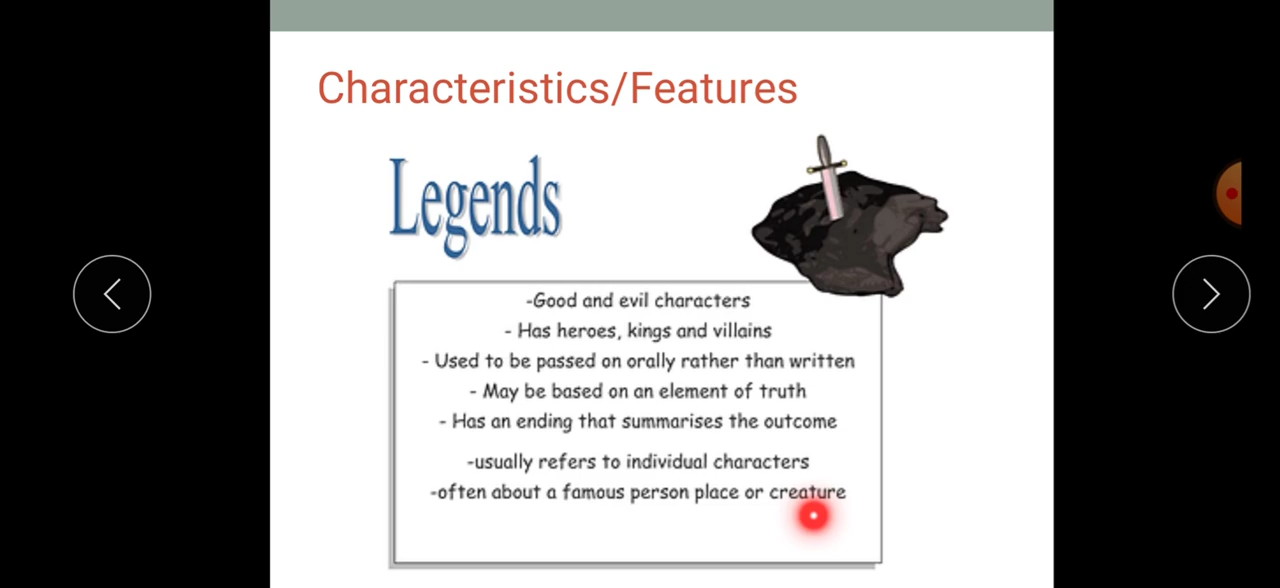 Characteristics/Features
Legends
-Good and evil characters
- Has heroes, kings and villains
- Used to be passed on orally rather than written
- May be based on an element of truth
- Has an ending that summarises the outcome
-usually refers to individual characters
-often about a famous person place or creature